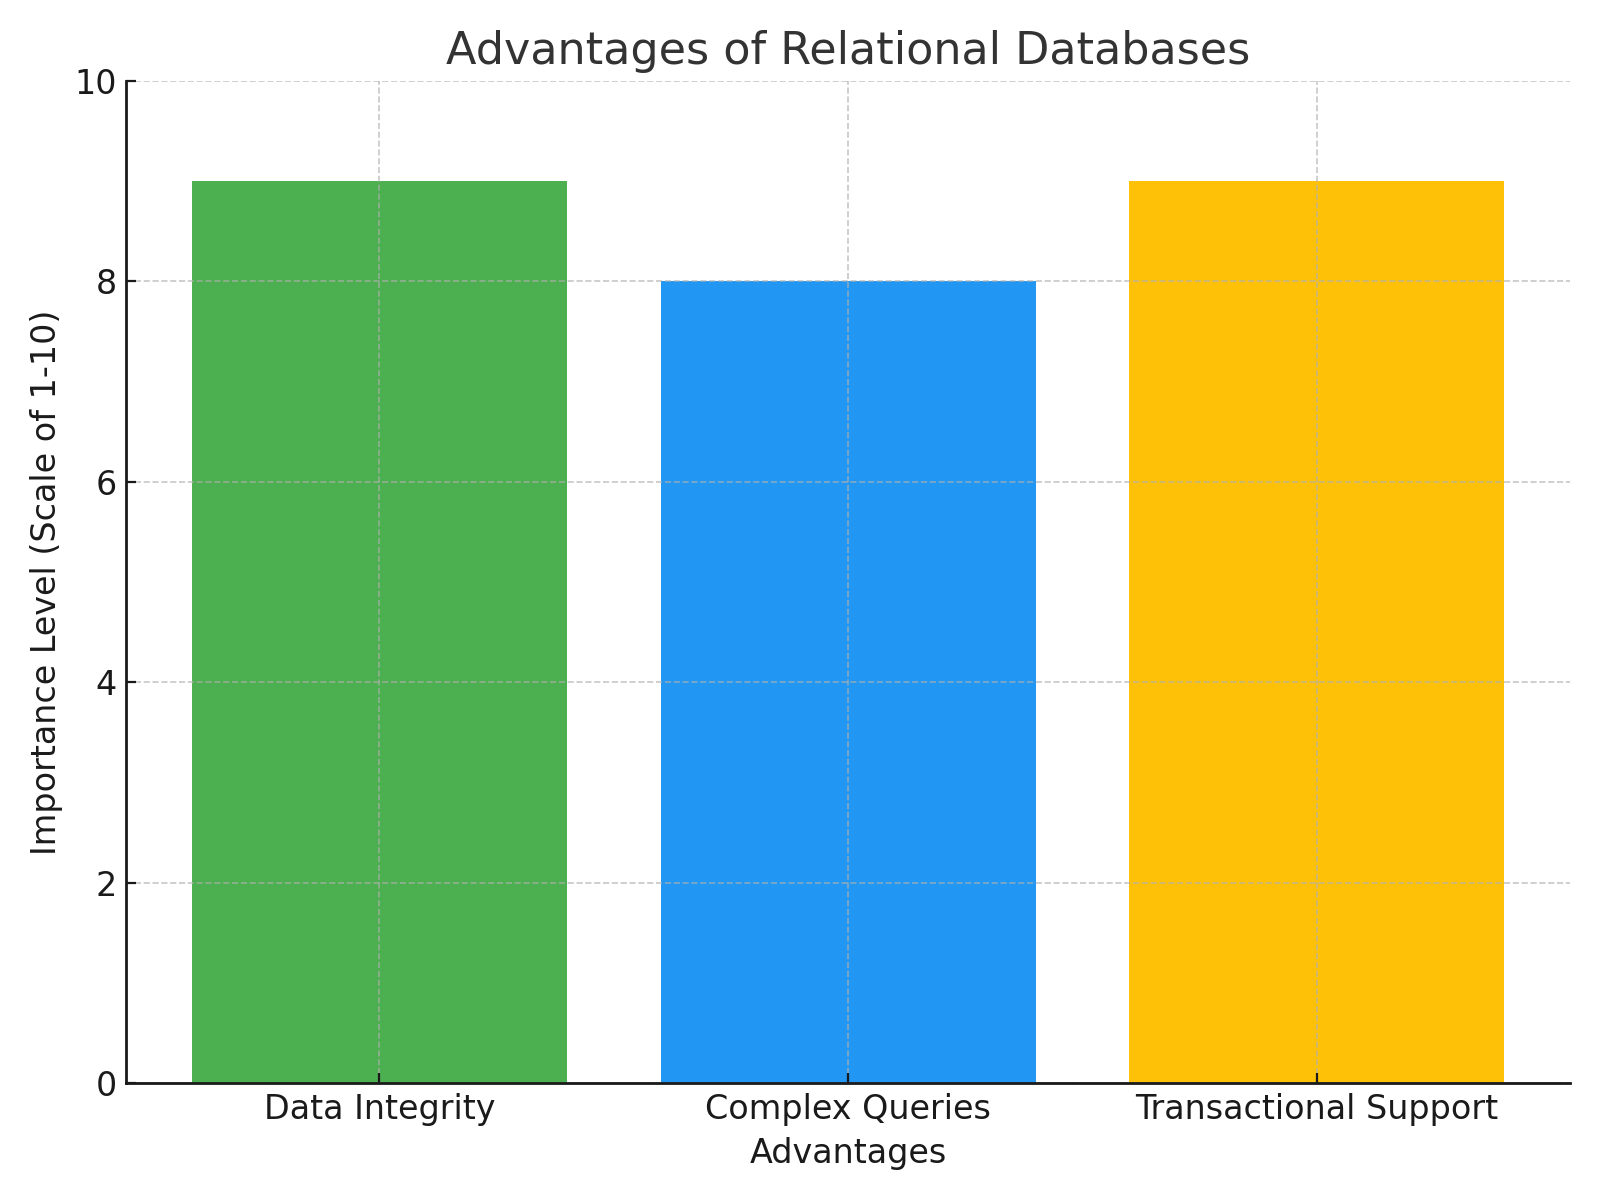 Advantages of Relational Databases
Importance Level (Scale of 1-10)
10
8
6
4
2
0
Data Integrity
Complex Queries
Transactional Support
Advantages